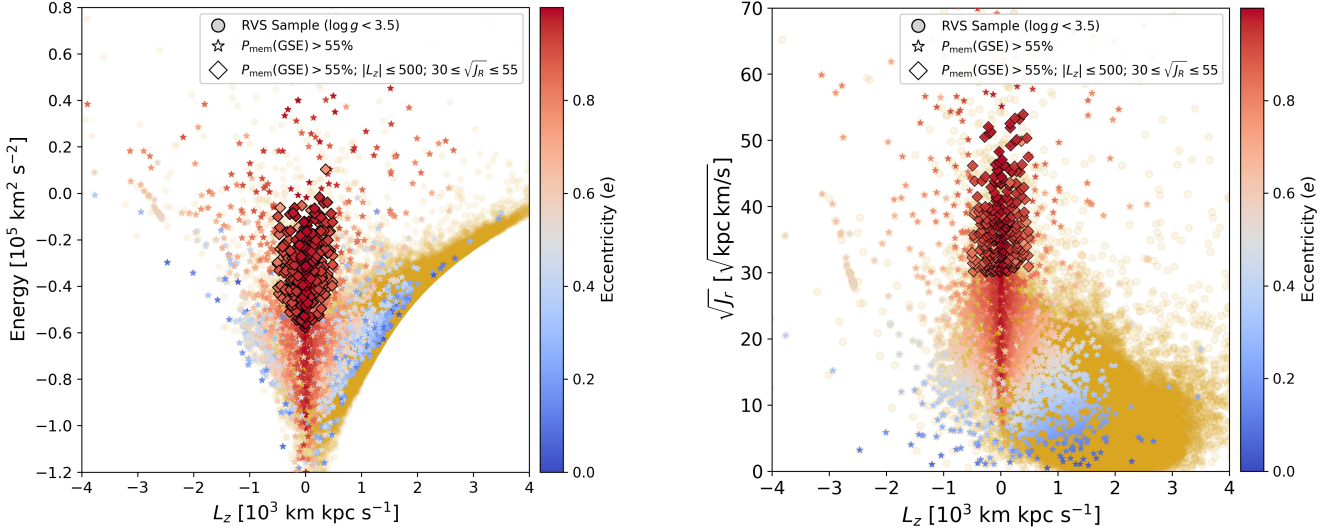 RVS Sample (log g < 3.5)
P_mem(GSE) > 55%
P_mem(GSE) > 55%; |L_z| ≤ 500; 30 ≤ √J_R ≤ 55
0.8
0.6
0.4
0.2
0.0
−0.2
−0.4
−0.6
−0.8
−1.0
−1.2
Energy [10^5 km^2 s^−2]
−4 −3 −2 −1 0 1 2 3 4
L_z [10^3 km kpc s^−1]
0.8
0.6
0.4
0.2
0.0
Eccentricity (e)
RVS Sample (log g < 3.5)
P_mem(GSE) > 55%
P_mem(GSE) > 55%; |L_z| ≤ 500; 30 ≤ √J_R ≤ 55
70
60
50
40
30
20
10
0
√J_r [√kpc km/s]
−4 −3 −2 −1 0 1 2 3 4
L_z [10^3 km kpc s^−1]
0.8
0.6
0.4
0.2
0.0
Eccentricity (e)